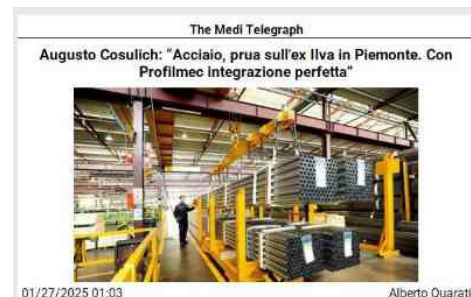 The Medi Telegraph
Augusto Cosulich: “Acciaio, prua sull’ex Ilva in Piemonte. Con
Profilmec integrazione perfetta”
01/27/2025 01:03
Alberto Quarati